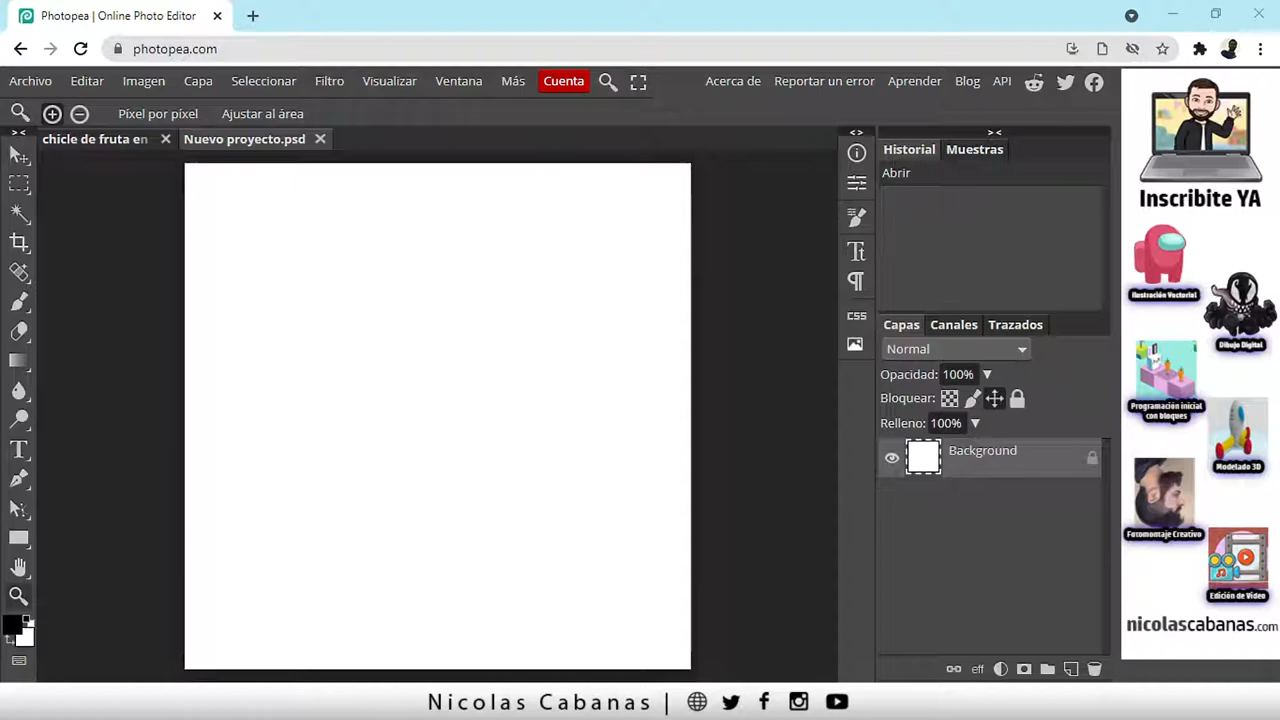 Photopea | Online Photo Editor
photopea.com
Archivo Editar Imagen Capa Seleccionar Filtro Visualizar Ventana Más Cuenta Acerca de Reportar un error Aprender Blog API
Píxel por píxel Ajustar al área
chicle de fruta en Nuevo proyecto.psd
Historial Muestras
Abrir
CSS
Capas Canales Trazados
Normal
Opacidad: 100%
Bloquear:
Relleno: 100%
Background
eff
Inscribite YA
Ilustración Vectorial
Dibujo Digital
Programación inicial
con bloques
Modelado 3D
Fotomontaje Creativo
Edición de Video
nicolascabanas.com
Nicolas Cabanas |